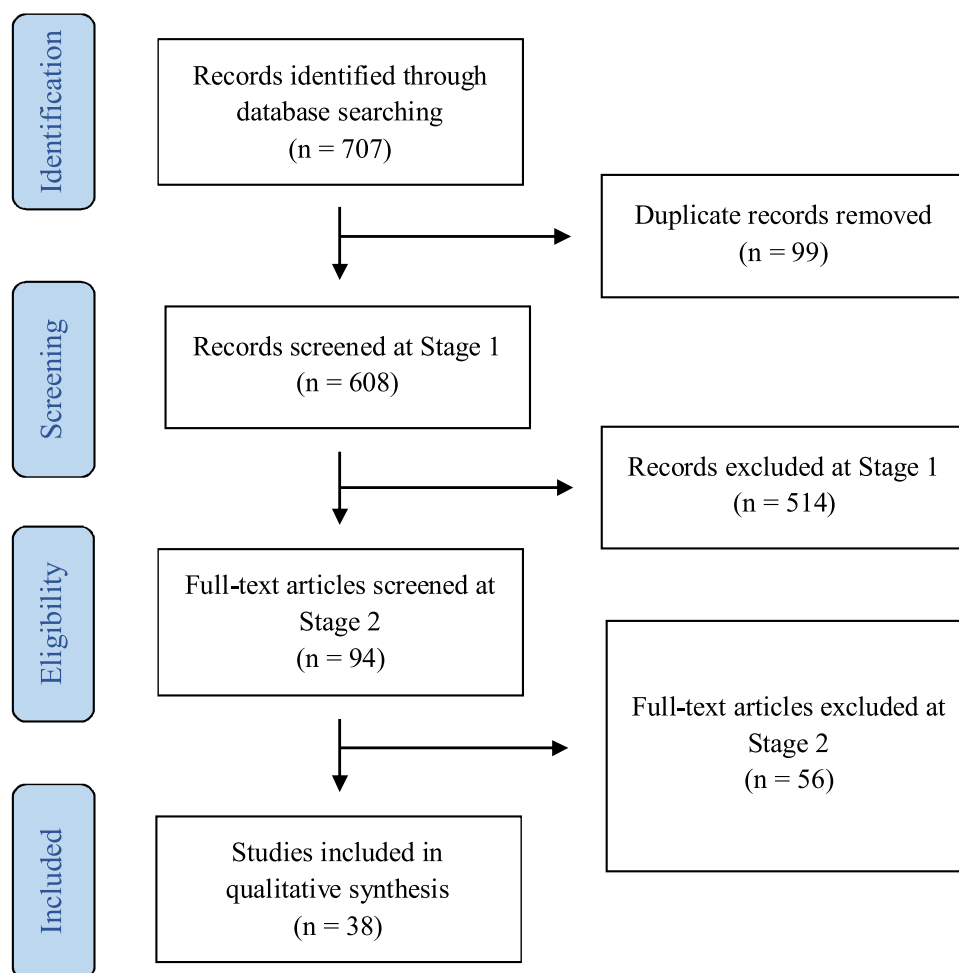 Identification
Records identified through
database searching
(n = 707)
Duplicate records removed
(n = 99)
Screening
Records screened at Stage 1
(n = 608)
Records excluded at Stage 1
(n = 514)
Eligibility
Full-text articles screened at
Stage 2
(n = 94)
Full-text articles excluded at
Stage 2
(n = 56)
Included
Studies included in
qualitative synthesis
(n = 38)